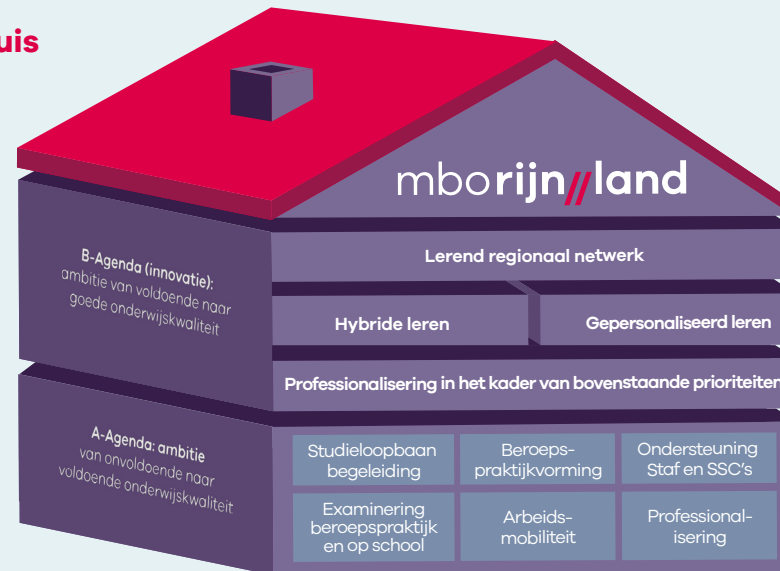 uis
mborijn//land
B-Agenda (innovatie):
ambitie van voldoende naar
goede onderwijskwaliteit
Lerend regionaal netwerk
Hybride leren
Gepersonaliseerd leren
Professionalisering in het kader van bovenstaande prioriteiten
A-Agenda: ambitie
van onvoldoende naar
voldoende onderwijskwaliteit
Studieloopbaan
begeleiding
Beroeps-
praktijkvorming
Ondersteuning
Staf en SSC's
Examinering
beroepspraktijk
en op school
Arbeids-
mobiliteit
Professional-
isering